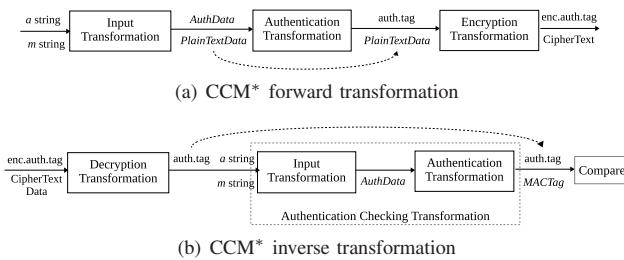 a string
m string
Input
Transformation
AuthData
PlainTextData
Authentication
Transformation
auth.tag
PlainTextData
Encryption
Transformation
enc.auth.tag
CipherText
(a) CCM* forward transformation
enc.auth.tag
CipherText
Data
Decryption
Transformation
auth.tag
a string
m string
Input
Transformation
AuthData
Authentication
Transformation
auth.tag
MACTag
Compare
Authentication Checking Transformation
(b) CCM* inverse transformation